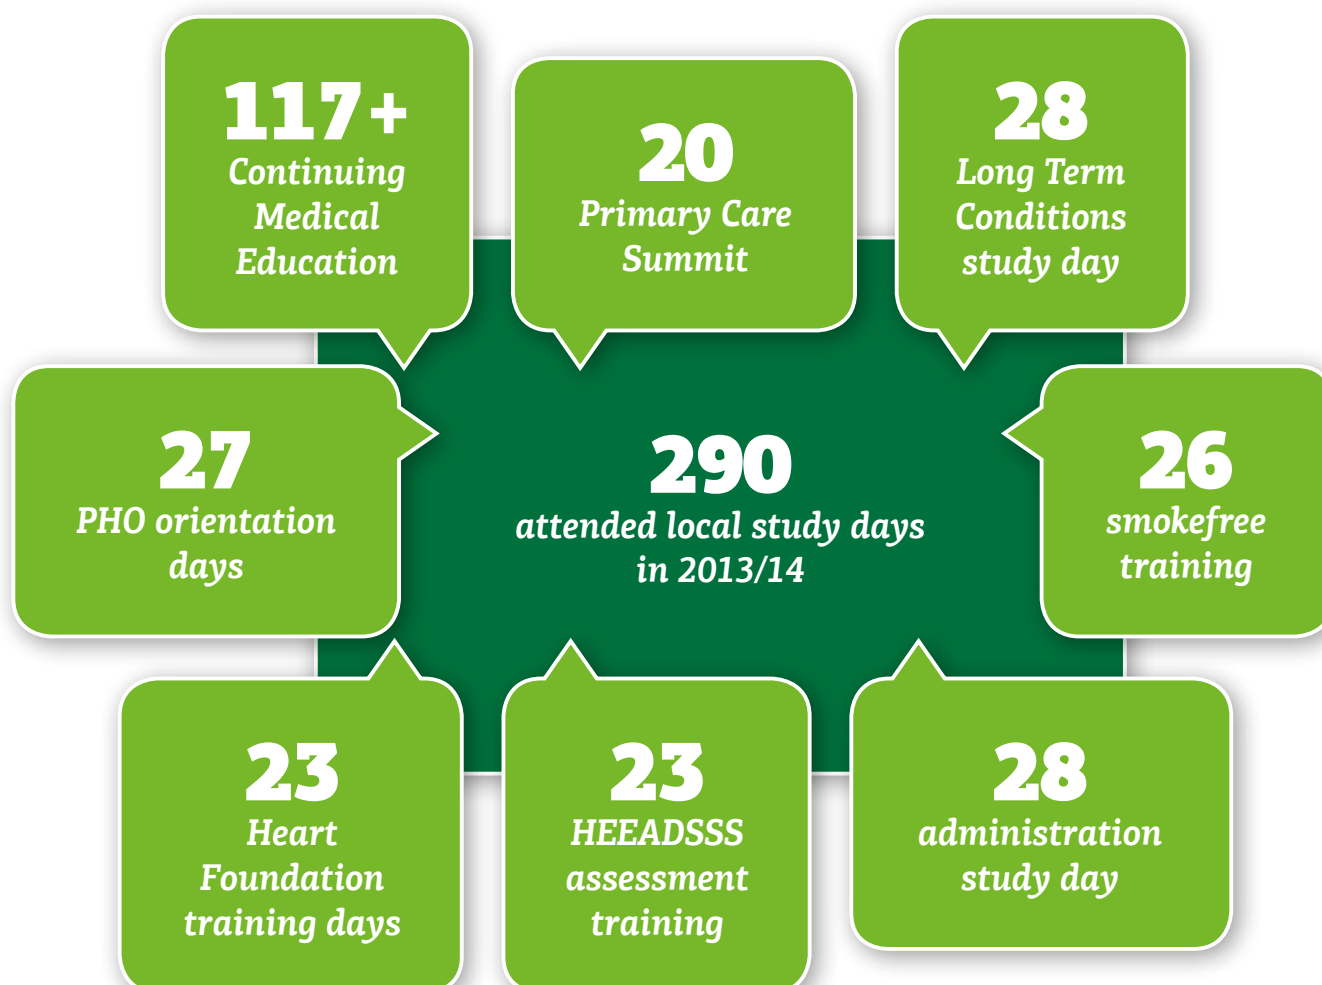 117+
Continuing
Medical
Education
20
Primary Care
Summit
28
Long Term
Conditions
study day
27
PHO orientation
days
290
attended local study days
in 2013/14
26
smokefree
training
23
Heart
Foundation
training days
23
HEEADSSS
assessment
training
28
administration
study day